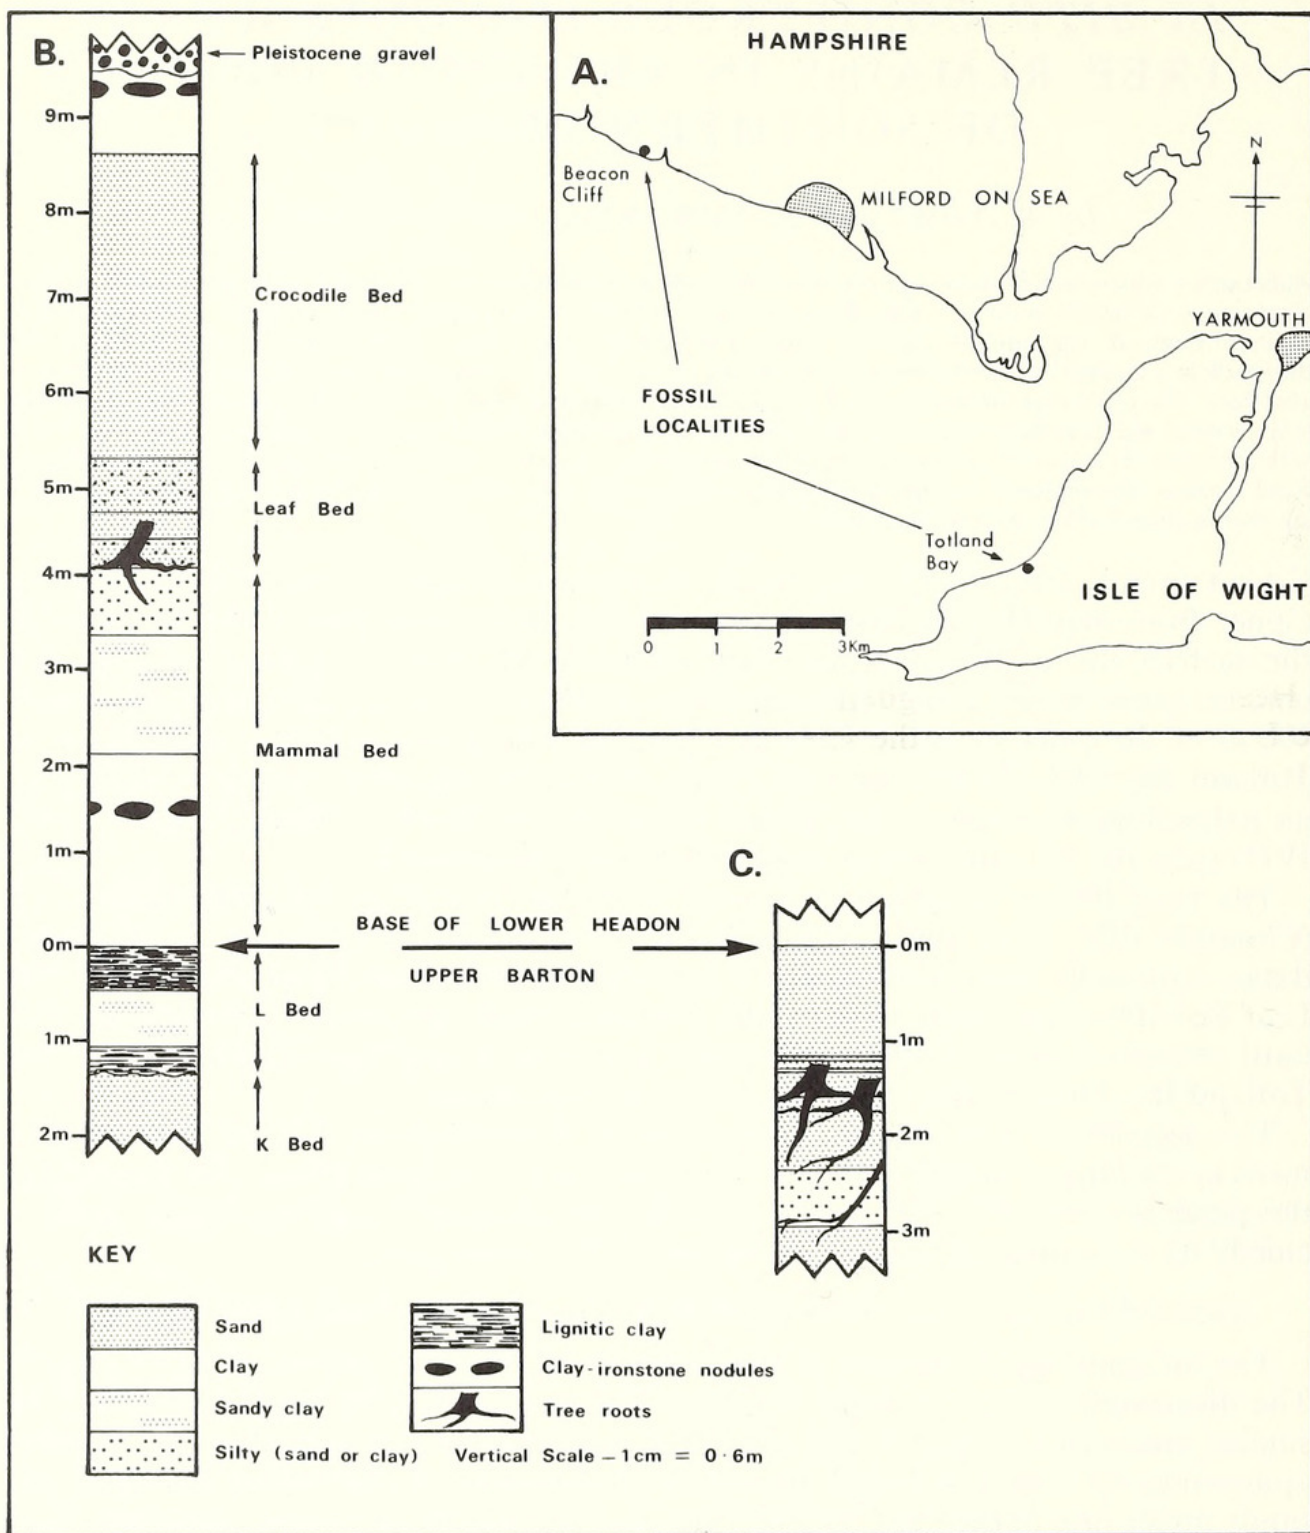 B.
Pleistocene gravel
9m
8m
7m
6m
5m
4m
3m
2m
1m
0m
1m
2m
Crocodile Bed
Leaf Bed
Mammal Bed
L Bed
K Bed
A.
HAMPSHIRE
N
Beacon
Cliff
MILFORD ON SEA
YARMOUTH
FOSSIL
LOCALITIES
Totland
Bay
ISLE OF WIGHT
0 1 2 3Km
BASE OF LOWER HEADON
UPPER BARTON
C.
0m
1m
2m
3m
KEY
Sand
Clay
Sandy clay
Silty (sand or clay)
Lignitic clay
Clay-ironstone nodules
Tree roots
Vertical Scale – 1cm = 0·6m